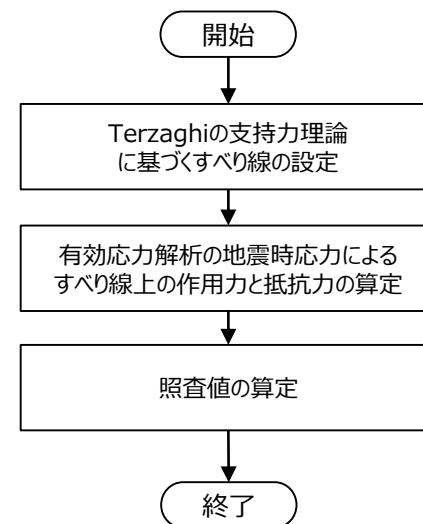 開始
Terzaghiの支持力理論
に基づくすべり線の設定
有効応力解析の地震時応力による
すべり線上の作用力と抵抗力の算定
照査値の算定
終了